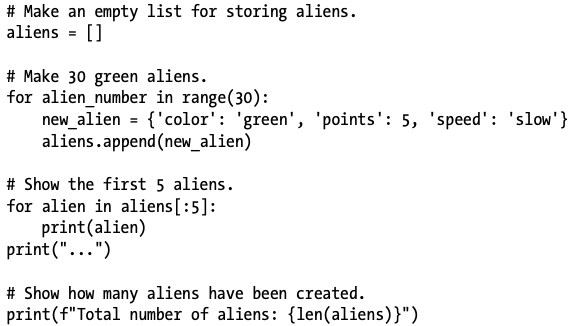 # Make an empty list for storing aliens.
aliens = []

# Make 30 green aliens.
for alien_number in range(30):
    new_alien = {'color': 'green', 'points': 5, 'speed': 'slow'}
    aliens.append(new_alien)

# Show the first 5 aliens.
for alien in aliens[:5]:
    print(alien)
print("...")

# Show how many aliens have been created.
print(f"Total number of aliens: {len(aliens)}")